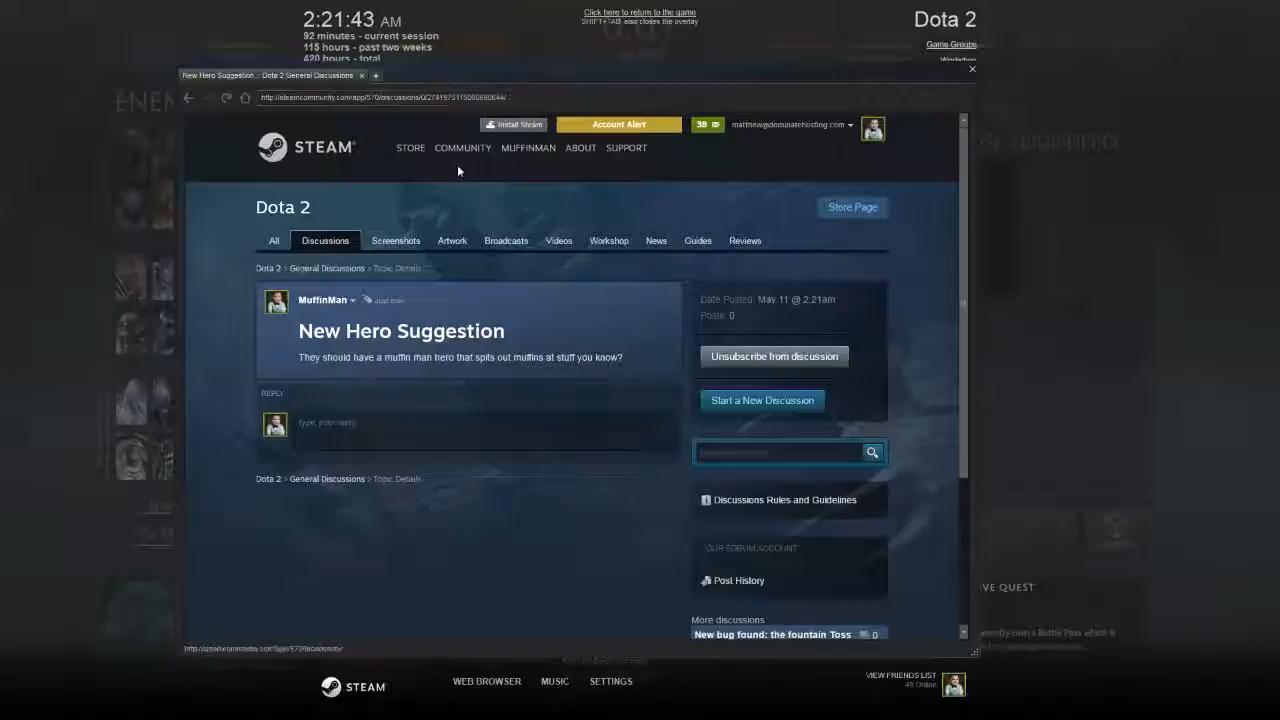 2:21:43 AM
92 minutes - current session
115 hours - past two weeks
420 hours - total
Click here to return to the game
SHIFT+TAB also closes the overlay
Dota 2
Game Groups
Workshop
New Hero Suggestion :: Dota 2 General Discussions
Install Steam
Account Alert
38
matthew@dominatehosting.com
STEAM
STORE COMMUNITY MUFFINMAN ABOUT SUPPORT
Dota 2
Store Page
All Discussions Screenshots Artwork Broadcasts Videos Workshop News Guides Reviews
Dota 2 > General Discussions > Topic Details
MuffinMan Just now
New Hero Suggestion
They should have a muffin man hero that spits out muffins at stuff you know?
Date Posted: May 11 @ 2:21am
Posts: 0
Unsubscribe from discussion
Start a New Discussion
REPLY
Dota 2 > General Discussions > Topic Details
Discussions Rules and Guidelines
Post History
More discussions
New bug found: the fountain Toss 0
VE QUEST
STEAM
WEB BROWSER MUSIC SETTINGS
VIEW FRIENDS LIST